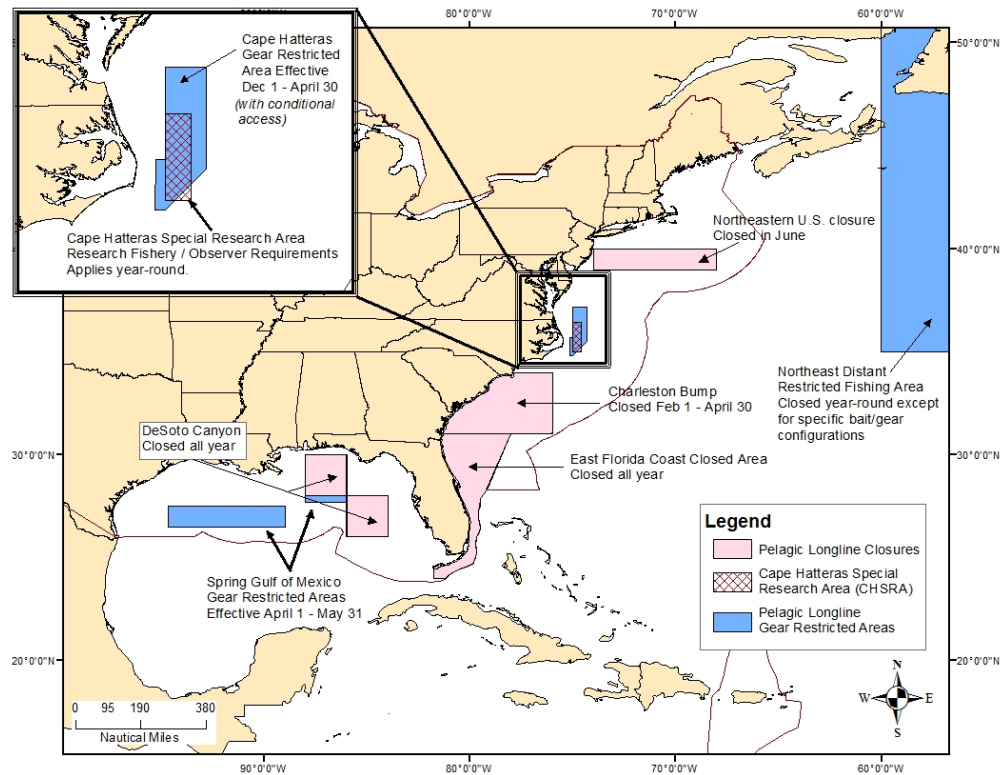 80°0'0"W
70°0'0"W
60°0'0"W
50°0'0"N
Cape Hatteras
Gear Restricted
Area Effective
Dec 1 - April 30
(with conditional
access)
Cape Hatteras Special Research Area
Research Fishery / Observer Requirements
Applies year-round.
Northeastern U.S. closure
Closed in June
40°0'0"N
Northeast Distant
Restricted Fishing Area
Closed year-round except
for specific bait/gear
configurations
Charleston Bump
Closed Feb 1 - April 30
DeSoto Canyon
Closed all year
30°0'0"N
30°0'0"N
East Florida Coast Closed Area
Closed all year
Spring Gulf of Mexico
Gear Restricted Areas
Effective April 1 - May 31
Legend
Pelagic Longline Closures
Cape Hatteras Special
Research Area (CHSRA)
Pelagic Longline
Gear Restricted Areas
20°0'0"N
20°0'0"N
N
W
E
S
0 95 190 380
Nautical Miles
90°0'0"W
80°0'0"W
70°0'0"W
60°0'0"W